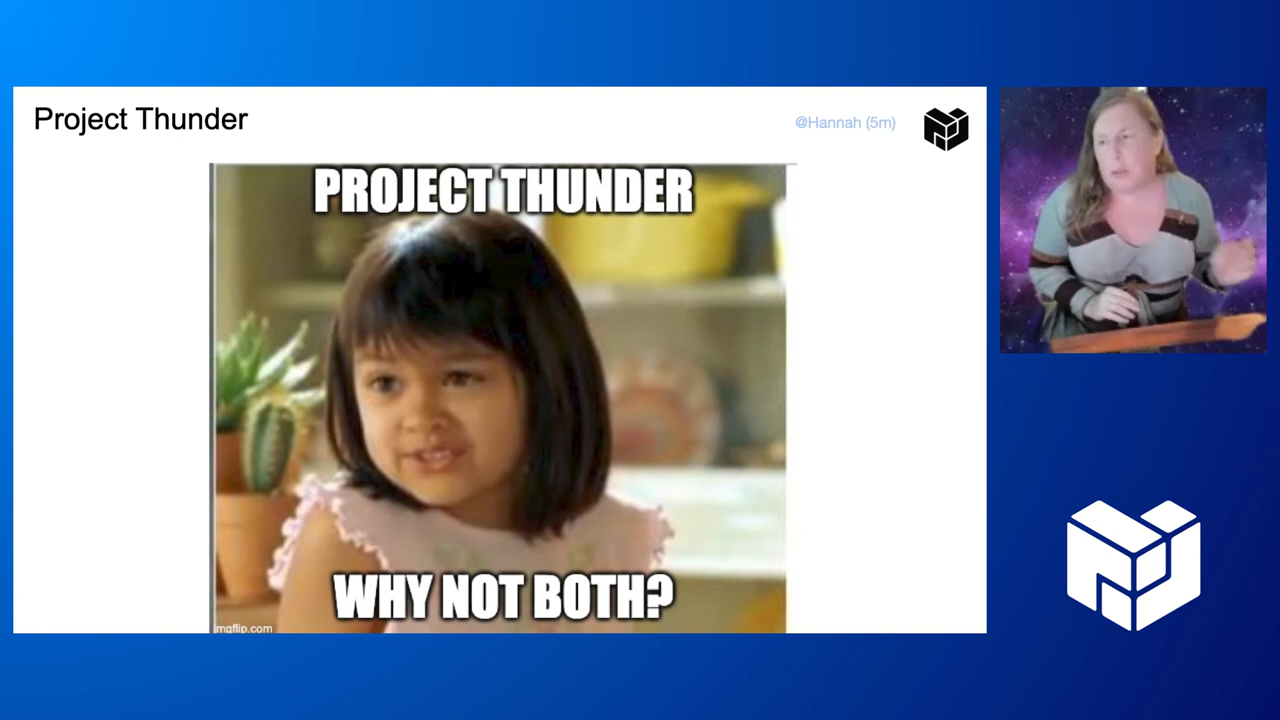 Project Thunder
@Hannah (5m)
PROJECT THUNDER
WHY NOT BOTH?
imgflip.com